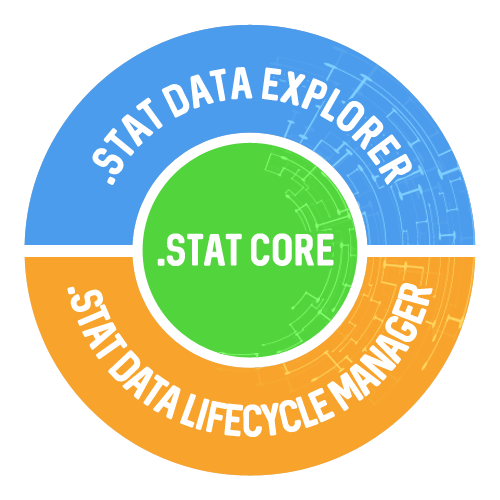 .STAT DATA EXPLORER
.STAT CORE
.STAT DATA LIFECYCLE MANAGER